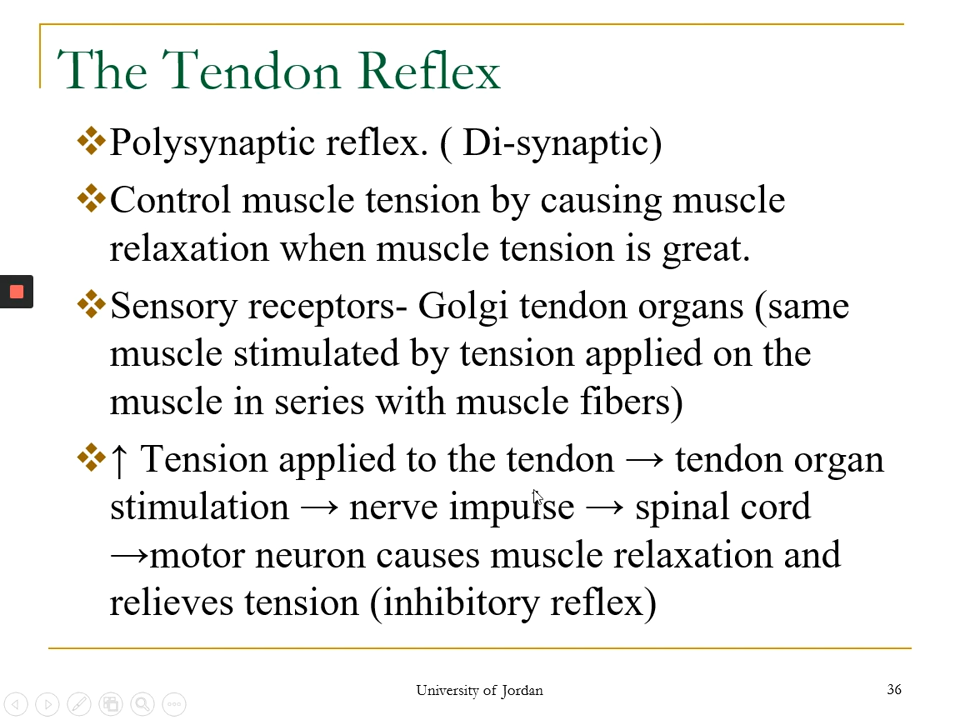 The Tendon Reflex
❖Polysynaptic reflex. ( Di-synaptic)
❖Control muscle tension by causing muscle
relaxation when muscle tension is great.
❖Sensory receptors- Golgi tendon organs (same
muscle stimulated by tension applied on the
muscle in series with muscle fibers)
❖↑ Tension applied to the tendon → tendon organ
stimulation → nerve impulse → spinal cord
→motor neuron causes muscle relaxation and
relieves tension (inhibitory reflex)
University of Jordan
36